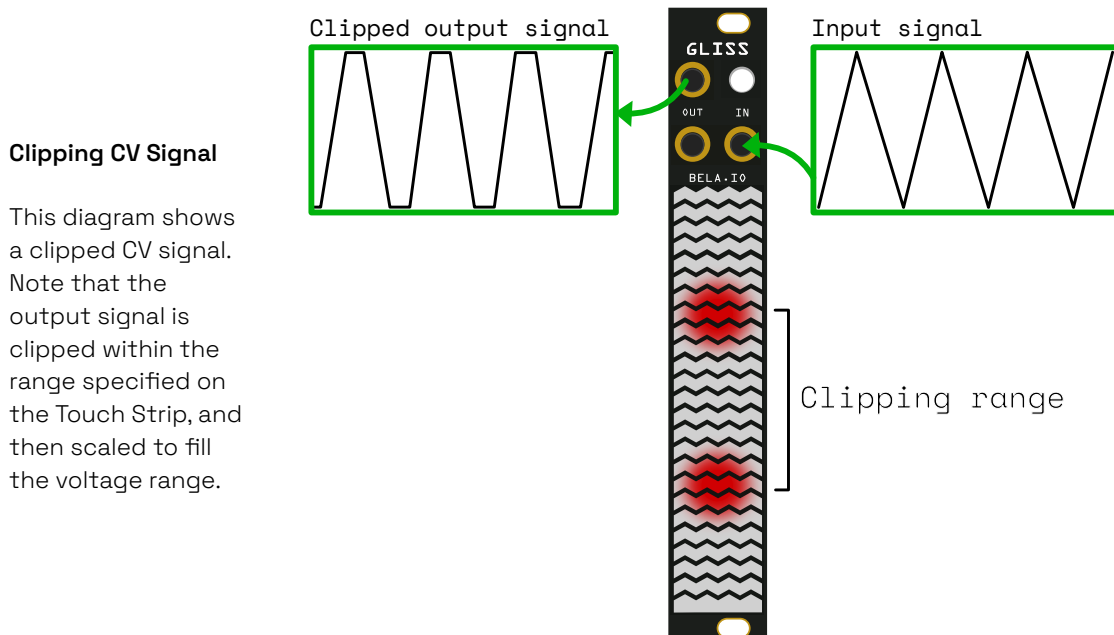 Clipped output signal
Input signal
GLISS
OUT IN
BELA.IO
Clipping CV Signal
This diagram shows
a clipped CV signal.
Note that the
output signal is
clipped within the
range specified on
the Touch Strip, and
then scaled to fill
the voltage range.
Clipping range